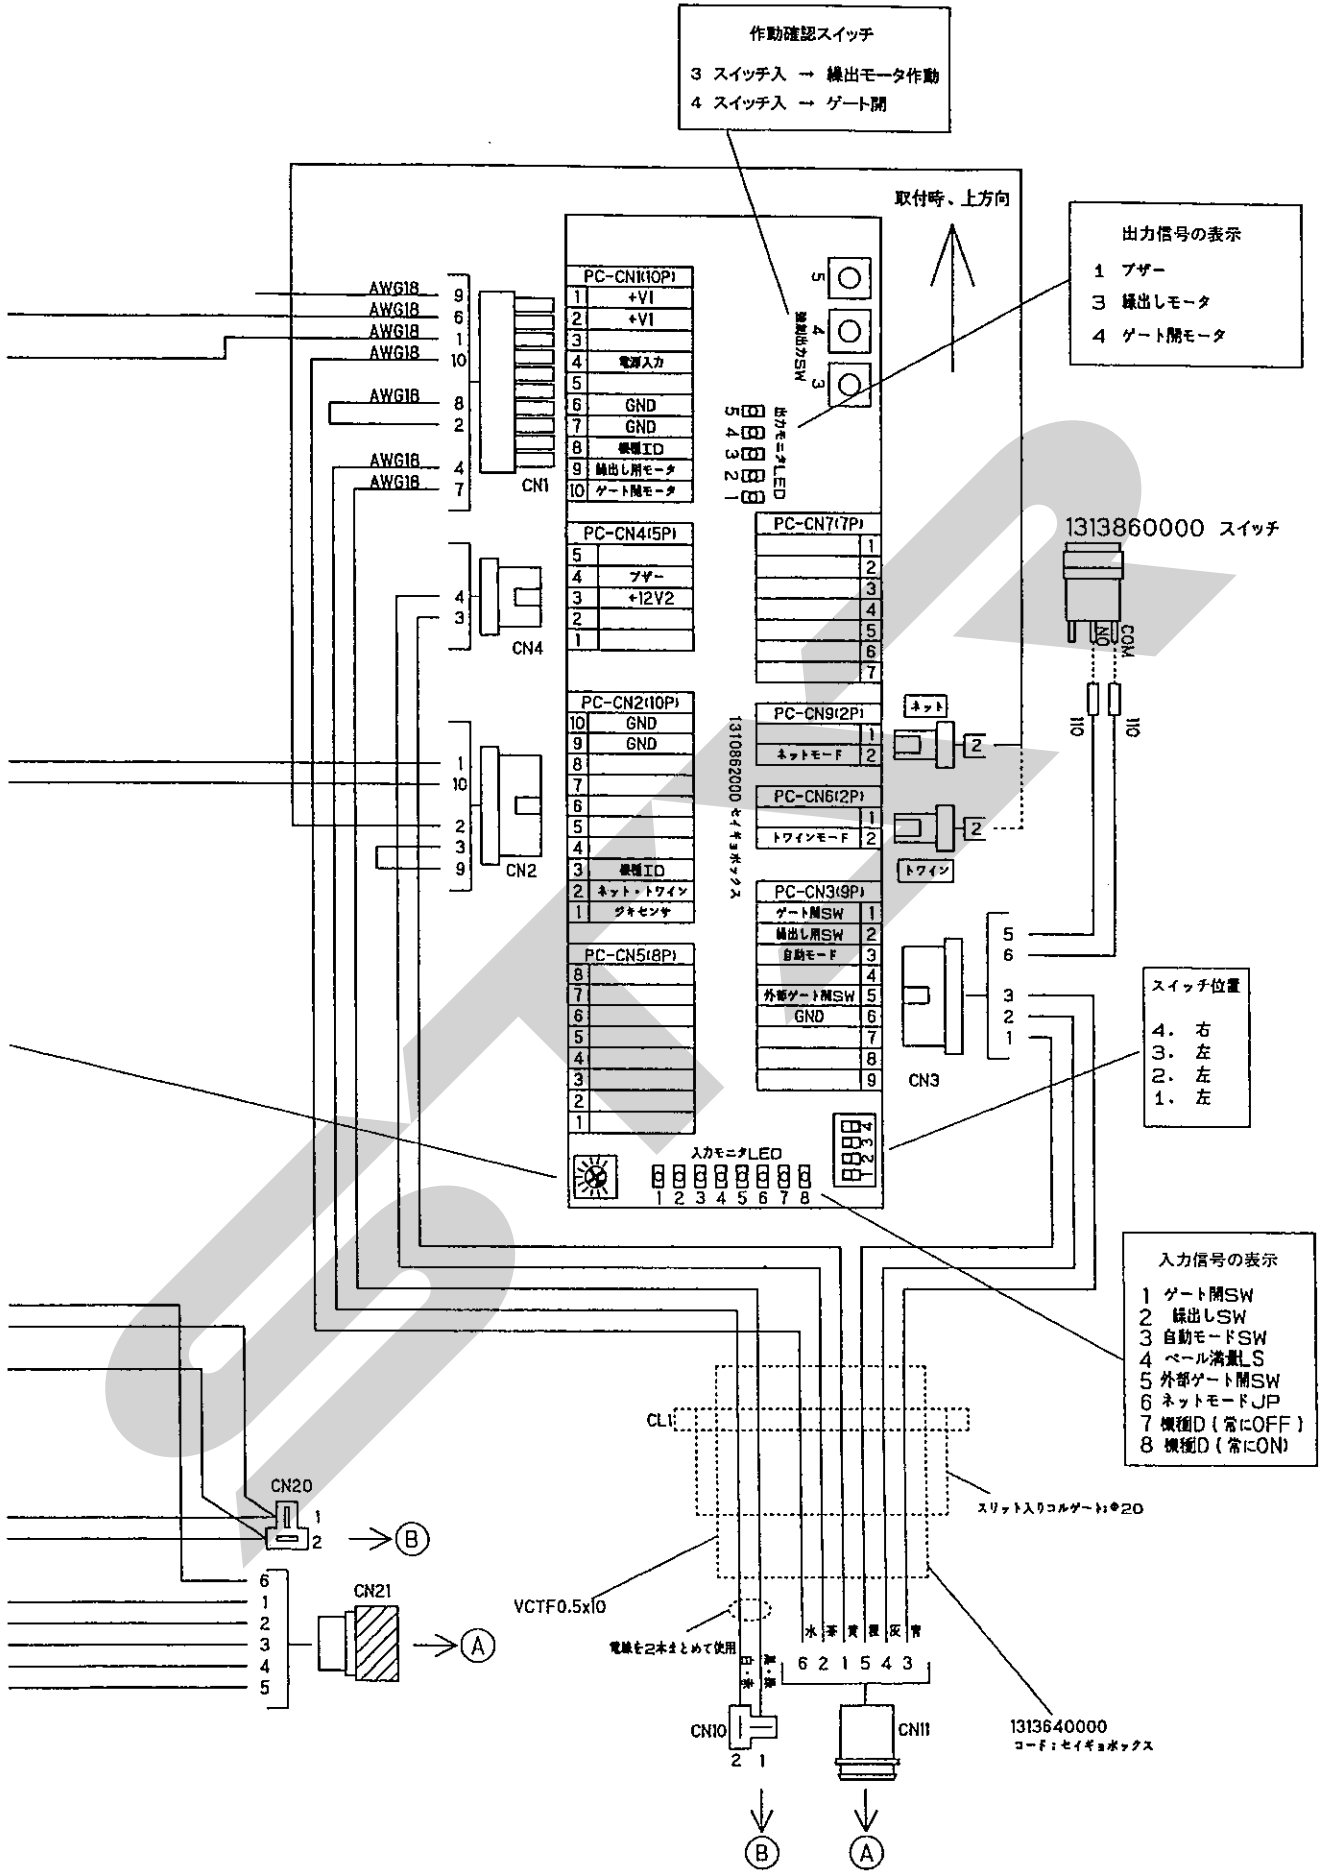 作動確認スイッチ
3 スイッチ入 → 繰出モータ作動
4 スイッチ入 → ゲート開
取付時、上方向
出力信号の表示
1 ブザー
3 繰出しモータ
4 ゲート開モータ
AWG18 9
AWG18 6
AWG18 1
AWG18 10
AWG18 8
2
AWG18 4
AWG18 7
CN1
PC-CN1(10P)
1 +V1
2 +V1
3
4 電源入力
5
6 GND
7 GND
8 機種ID
9 繰出し用モータ
10 ゲート開モータ
5
4
3
強制出力SW
5
4
3
2
1
出力モニタLED
4
3
CN4
PC-CN4(5P)
5
4 ブザー
3 +12V2
2
1
PC-CN7(7P)
1
2
3
4
5
6
7
1313860000 スイッチ
NO
COM
110
110
1
10
2
3
9
CN2
PC-CN2(10P)
10 GND
9 GND
8
7
6
5
4
3 機種ID
2 ネット・トワイン
1 ジキセンサ
1310862000 セイギョボックス
PC-CN9(2P)
1
ネットモード 2
ネット
2
PC-CN6(2P)
1
トワインモード 2
2
トワイン
PC-CN3(9P)
ゲート開SW 1
繰出し用SW 2
自動モード 3
4
外部ゲート開SW 5
GND 6
7
8
9
CN3
5
6
3
2
1
PC-CN5(8P)
8
7
6
5
4
3
2
1
スイッチ位置
4. 右
3. 左
2. 左
1. 左
4
3
2
1
入力モニタLED
1 2 3 4 5 6 7 8
入力信号の表示
1 ゲート開SW
2 繰出しSW
3 自動モードSW
4 ベール満量LS
5 外部ゲート開SW
6 ネットモードJP
7 機種D (常にOFF)
8 機種D (常にON)
CL1
スリット入りコルゲート:Φ20
CN20
1
2
B
6
1
2
3
4
5
CN21
A
VCTF0.5x10
電線を2本まとめて使用
白・赤
黒・緑
水 茶 黄 橙 灰 青
6 2 1 5 4 3
CN10
2 1
CN11
1313640000
コード:セイギョボックス
B
A